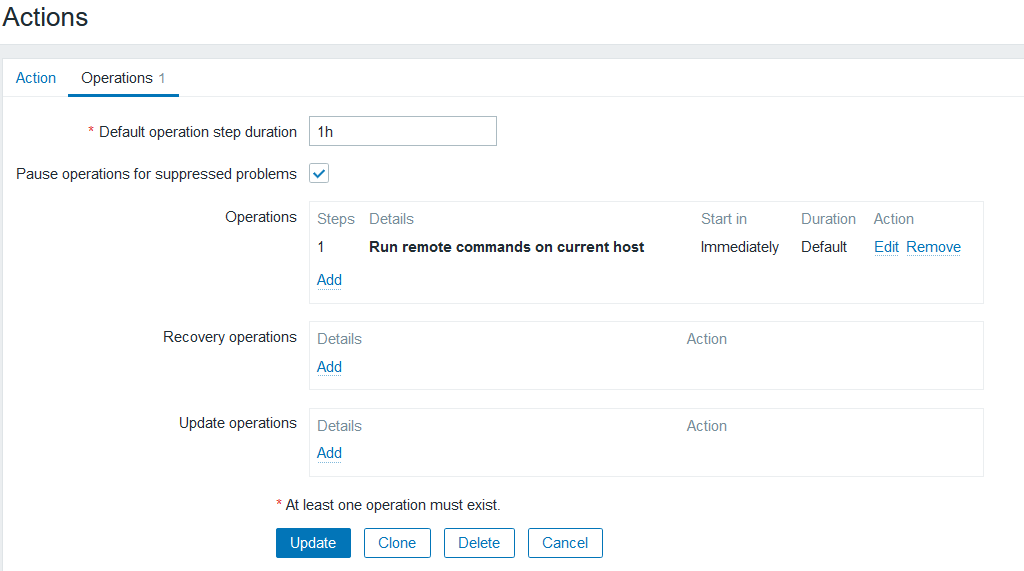 Actions
Action Operations 1
* Default operation step duration 1h
Pause operations for suppressed problems
Operations Steps Details Start in Duration Action
1 Run remote commands on current host Immediately Default Edit Remove
Add
Recovery operations Details Action
Add
Update operations Details Action
Add
* At least one operation must exist.
Update Clone Delete Cancel